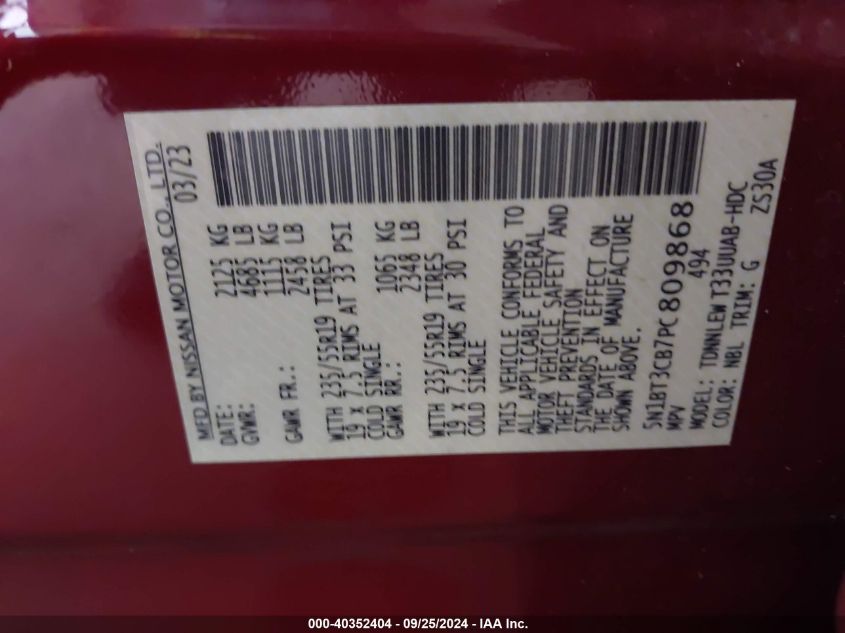 MFD BY NISSAN MOTOR CO., LTD.
DATE: 03/23
GVWR: 2125 KG
4685 LB
GAWR FR.: 1115 KG
2458 LB
WITH 235/55R19 TIRES
19 x 7.5 RIMS AT 33 PSI
COLD SINGLE
GAWR RR.: 1065 KG
2348 LB
WITH 235/55R19 TIRES
19 x 7.5 RIMS AT 30 PSI
COLD SINGLE
THIS VEHICLE CONFORMS TO
ALL APPLICABLE FEDERAL
MOTOR VEHICLE SAFETY AND
THEFT PREVENTION
STANDARDS IN EFFECT ON
THE DATE OF MANUFACTURE
SHOWN ABOVE.
5N1BT3CB7PC809868
MPV 494
MODEL: TDNNLEW T33UUAB-HDC
COLOR: NBL TRIM: G ZS30A
000-40352404 - 09/25/2024 - IAA Inc.